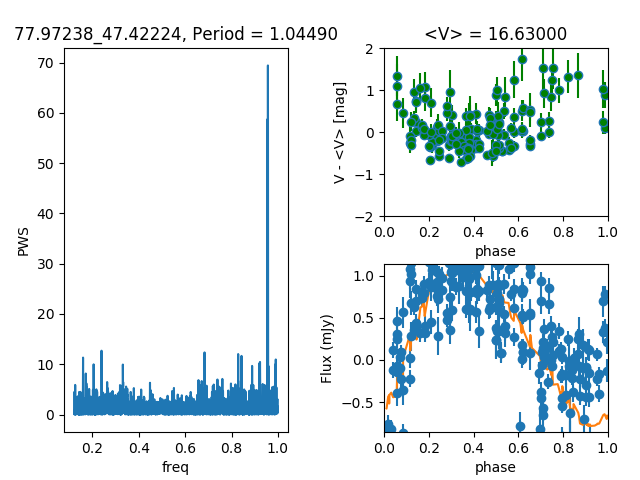 77.97238_47.42224, Period = 1.04490
<V> = 16.63000
70
60
50
40
30
20
10
0
PWS
0.2 0.4 0.6 0.8 1.0
freq
2
1
0
−1
−2
V - <V> [mag]
0.0 0.2 0.4 0.6 0.8 1.0
phase
1.0
0.5
0.0
−0.5
Flux (mJy)
0.0 0.2 0.4 0.6 0.8 1.0
phase